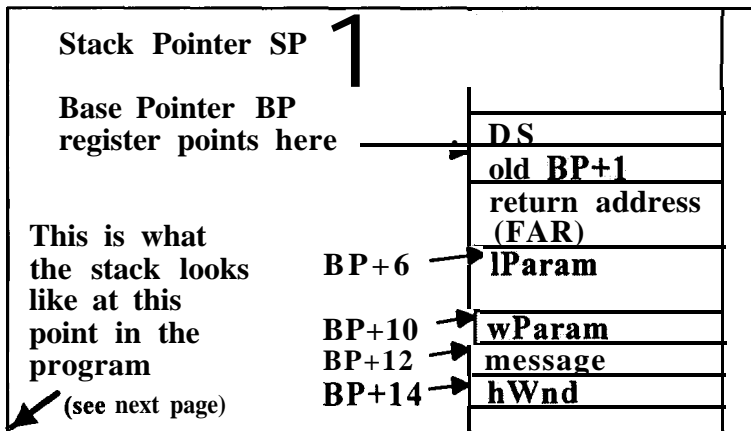 Stack Pointer SP 1
Base Pointer BP
register points here
DS
old BP+1
return address
(FAR)
This is what
the stack looks
like at this
point in the
program
(see next page)
BP+6
lParam
BP+10
wParam
BP+12
message
BP+14
hWnd